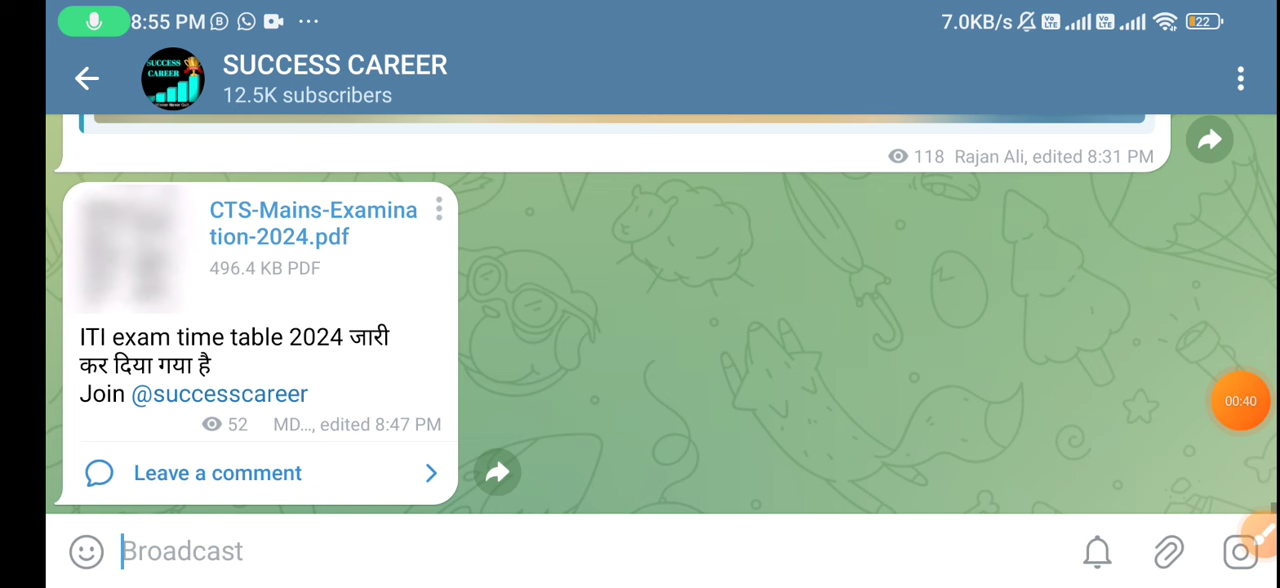 8:55 PM
7.0KB/s
22
SUCCESS CAREER
SUCCESS CAREER
12.5K subscribers
118 Rajan Ali, edited 8:31 PM
CTS-Mains-Examina
tion-2024.pdf
496.4 KB PDF
ITI exam time table 2024 जारी
कर दिया गया है
Join @successcareer
52 MD..., edited 8:47 PM
Leave a comment
00:40
Broadcast